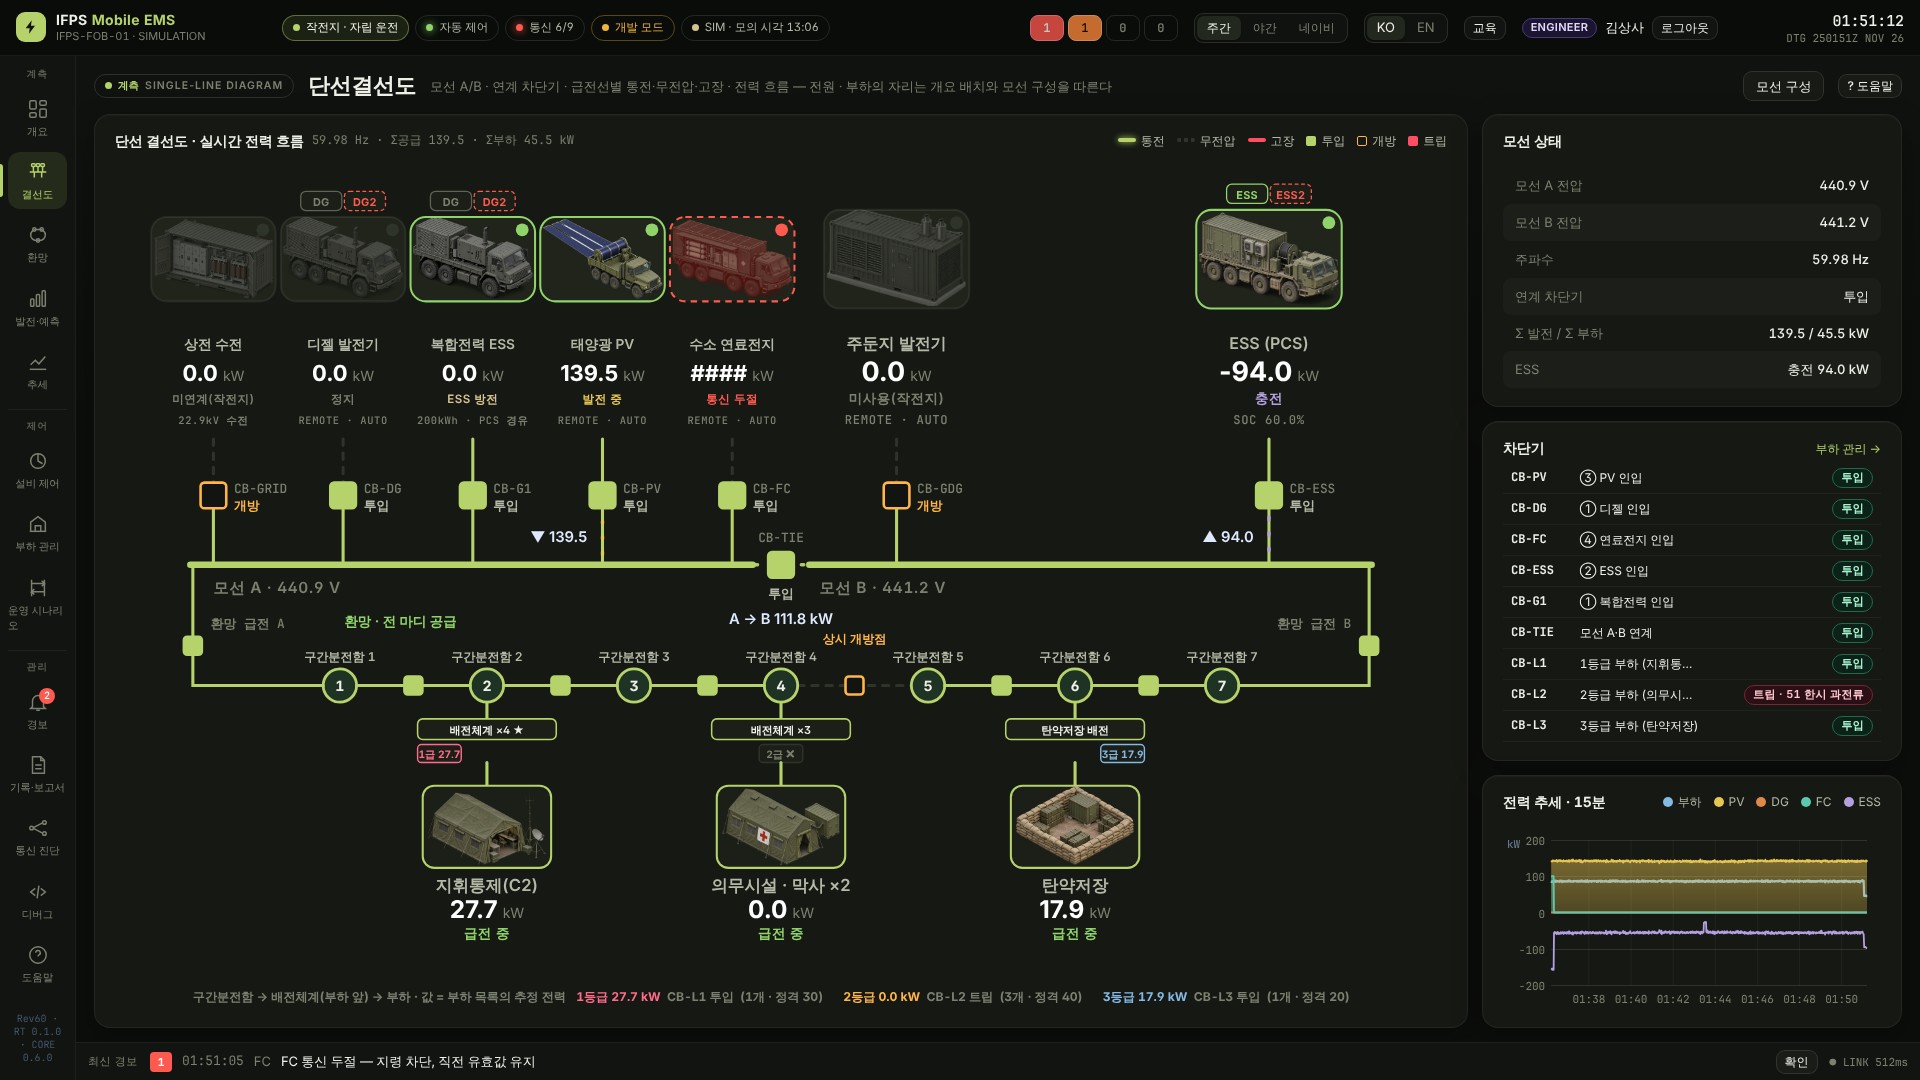 IFPS Mobile EMS
IFPS-FOB-01 · SIMULATION
작전지 · 자립 운전
자동 제어
통신 6/9
개발 모드
SIM · 모의 시각 13:06
1
1
0
0
주간
야간
네이비
KO
EN
교육
ENGINEER
김상사
로그아웃
01:51:12
DTG 250151Z NOV 26
계측
개요
결선도
환망
발전·예측
추세
제어
설비 제어
부하 관리
운영 시나리오
관리
2
경보
기록·보고서
통신 진단
디버그
도움말
Rev60 · RT 0.1.0 · CORE 0.6.0
계측 SINGLE-LINE DIAGRAM
단선결선도
모선 A/B · 연계 차단기 · 급전선별 통전·무전압·고장 · 전력 흐름 — 전원 · 부하의 자리는 개요 배치와 모선 구성을 따른다
모선 구성
? 도움말
단선 결선도 · 실시간 전력 흐름
59.98 Hz · Σ공급 139.5 · Σ부하 45.5 kW
통전
무전압
고장
투입
개방
트립
DG
DG2
DG
DG2
ESS
ESS2
상전 수전
0.0 kW
미연계(작전지)
22.9kV 수전
디젤 발전기
0.0 kW
정지
REMOTE · AUTO
복합전력 ESS
0.0 kW
ESS 방전
200kWh · PCS 경유
태양광 PV
139.5 kW
발전 중
REMOTE · AUTO
수소 연료전지
#### kW
통신 두절
REMOTE · AUTO
주둔지 발전기
0.0 kW
미사용(작전지)
REMOTE · AUTO
ESS (PCS)
-94.0 kW
충전
SOC 60.0%
CB-GRID
개방
CB-DG
투입
CB-G1
투입
CB-PV
투입
CB-FC
투입
CB-GDG
개방
CB-ESS
투입
▼ 139.5
▲ 94.0
CB-TIE
투입
모선 A · 440.9 V
모선 B · 441.2 V
A → B 111.8 kW
환망 급전 A
환망 · 전 마디 공급
상시 개방점
환망 급전 B
구간분전함 1
구간분전함 2
구간분전함 3
구간분전함 4
구간분전함 5
구간분전함 6
구간분전함 7
1
2
3
4
5
6
7
배전체계 ×4 ★
1급 27.7
배전체계 ×3
2급 ✕
탄약저장 배전
3급 17.9
지휘통제(C2)
27.7 kW
급전 중
의무시설 · 막사 ×2
0.0 kW
급전 중
탄약저장
17.9 kW
급전 중
구간분전함 → 배전체계(부하 앞) → 부하 · 값 = 부하 목록의 추정 전력
1등급 27.7 kW CB-L1 투입 (1개 · 정격 30)
2등급 0.0 kW CB-L2 트립 (3개 · 정격 40)
3등급 17.9 kW CB-L3 투입 (1개 · 정격 20)
모선 상태
모선 A 전압 440.9 V
모선 B 전압 441.2 V
주파수 59.98 Hz
연계 차단기 투입
Σ 발전 / Σ 부하 139.5 / 45.5 kW
ESS 충전 94.0 kW
차단기
부하 관리 →
CB-PV ③ PV 인입 투입
CB-DG ① 디젤 인입 투입
CB-FC ④ 연료전지 인입 투입
CB-ESS ② ESS 인입 투입
CB-G1 ① 복합전력 인입 투입
CB-TIE 모선 A·B 연계 투입
CB-L1 1등급 부하 (지휘통... 투입
CB-L2 2등급 부하 (의무시... 트립 · 51 한시 과전류
CB-L3 3등급 부하 (탄약저장) 투입
전력 추세 · 15분
부하
PV
DG
FC
ESS
kW
200
100
0
-100
-200
01:38 01:40 01:42 01:44 01:46 01:48 01:50
최신 경보
1
01:51:05
FC
FC 통신 두절 — 지령 차단, 직전 유효값 유지
확인
LINK 512ms